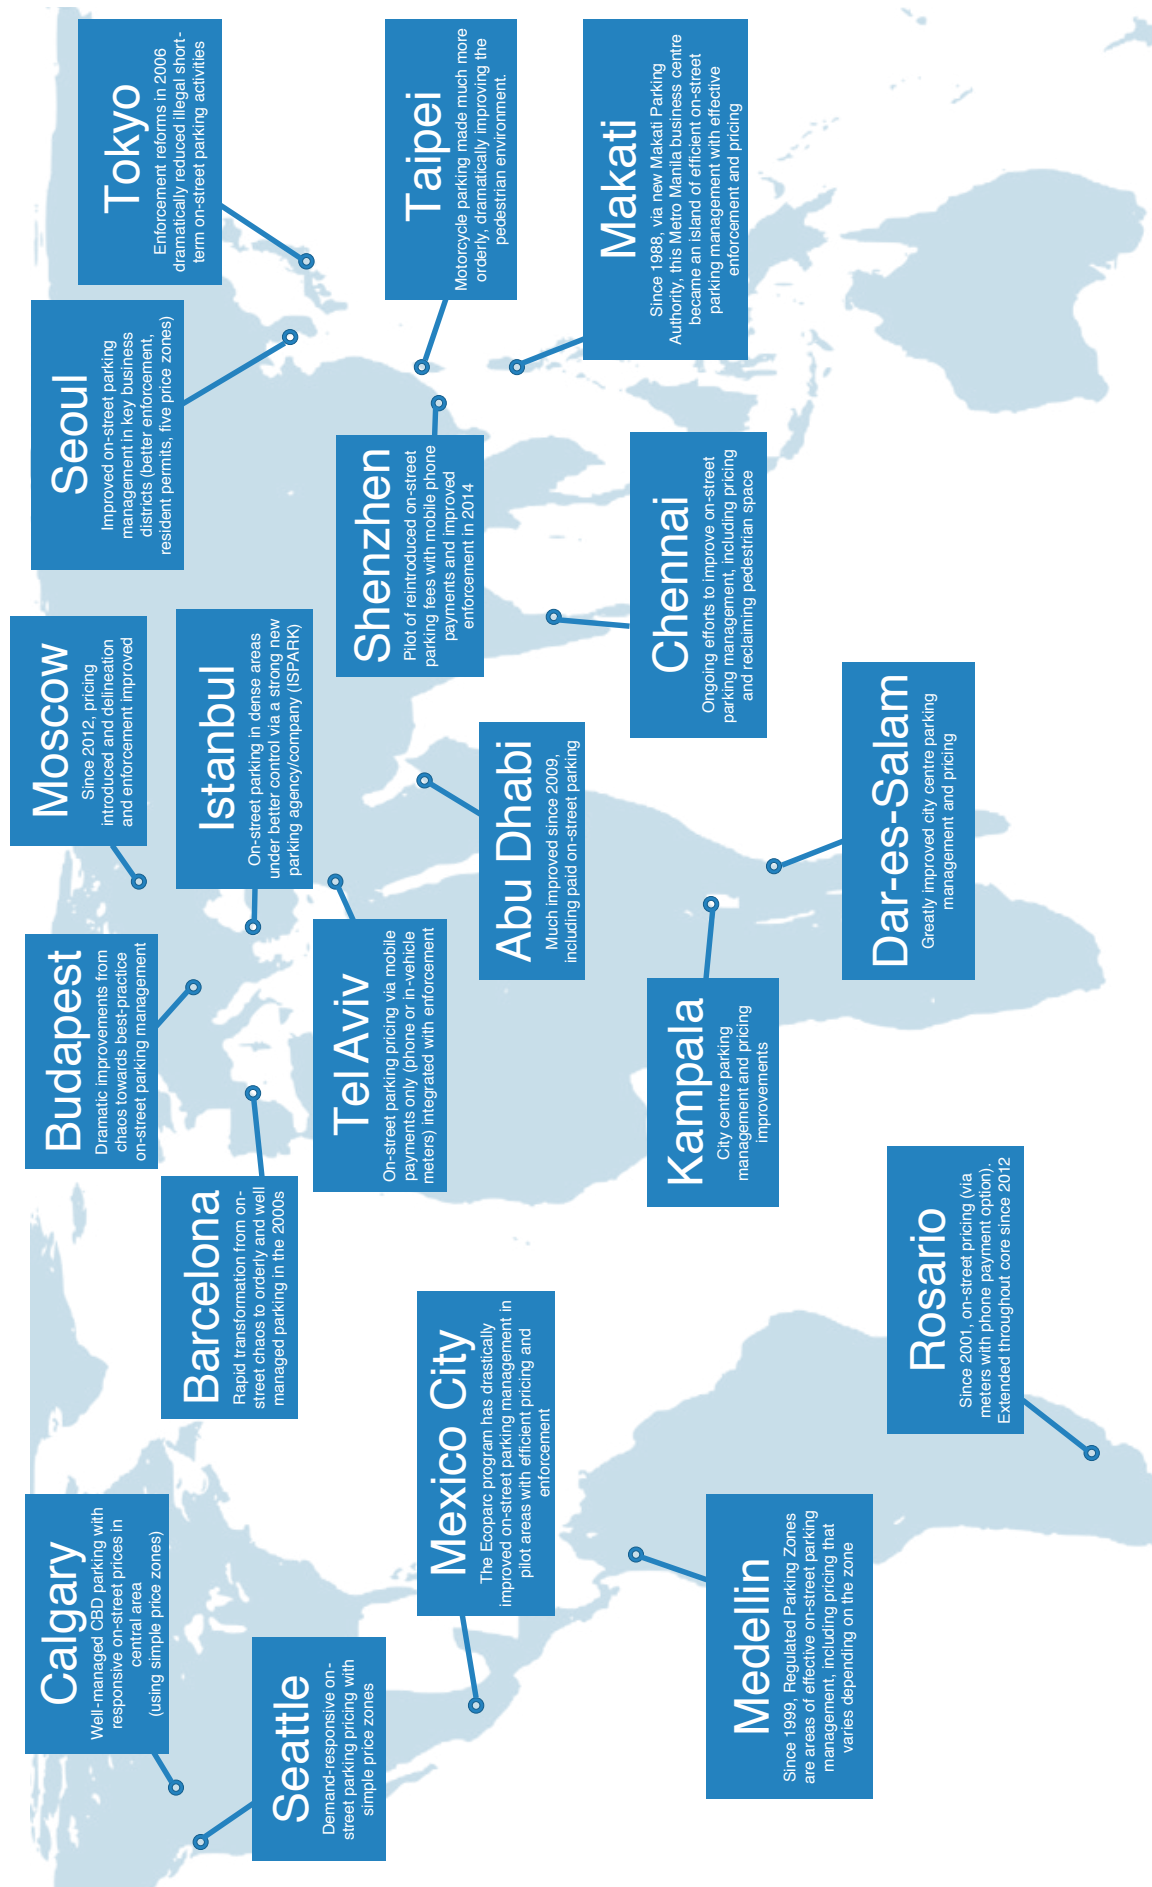 Calgary
Well-managed CBD parking with
responsive on-street prices in
central area
(using simple price zones)
Seattle
Demand-responsive on-
street parking pricing with
simple price zones
Mexico City
The Ecoparc program has drastically
improved on-street parking management in
pilot areas with efficient pricing and
enforcement
Medellin
Since 1999, Regulated Parking Zones
are areas of effective on-street parking
management, including pricing that
varies depending on the zone
Rosario
Since 2001, on-street pricing (via
meters with phone payment option).
Extended throughout core since 2012
Barcelona
Rapid transformation from on-
street chaos to orderly and well
managed parking in the 2000s
Budapest
Dramatic improvements from
chaos towards best-practice
on-street parking management
Tel Aviv
On-street parking pricing via mobile
payments only (phone or in-vehicle
meters) integrated with enforcement
Kampala
City centre parking
management and pricing
improvements
Moscow
Since 2012, pricing
introduced and delineation
and enforcement improved
Istanbul
On-street parking in dense areas
under better control via a strong new
parking agency/company (ISPARK)
Abu Dhabi
Much improved since 2009,
including paid on-street parking
Dar-es-Salam
Greatly improved city centre parking
management and pricing
Seoul
Improved on-street parking
management in key business
districts (better enforcement,
resident permits, five price zones)
Shenzhen
Pilot of reintroduced on-street
parking fees with mobile phone
payments and improved
enforcement in 2014
Chennai
Ongoing efforts to improve on-street
parking management, including pricing
and reclaiming pedestrian space
Tokyo
Enforcement reforms in 2006
dramatically reduced illegal short-
term on-street parking activities
Taipei
Motorcycle parking made much more
orderly, dramatically improving the
pedestrian environment.
Makati
Since 1988, via new Makati Parking
Authority, this Metro Manila business centre
became an island of efficient on-street
parking management with effective
enforcement and pricing